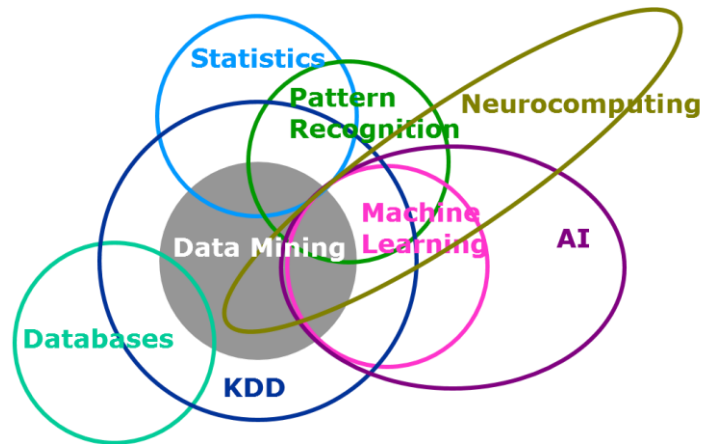 Statistics
Pattern
Recognition
Neurocomputing
Machine
Learning
Data Mining
AI
Databases
KDD